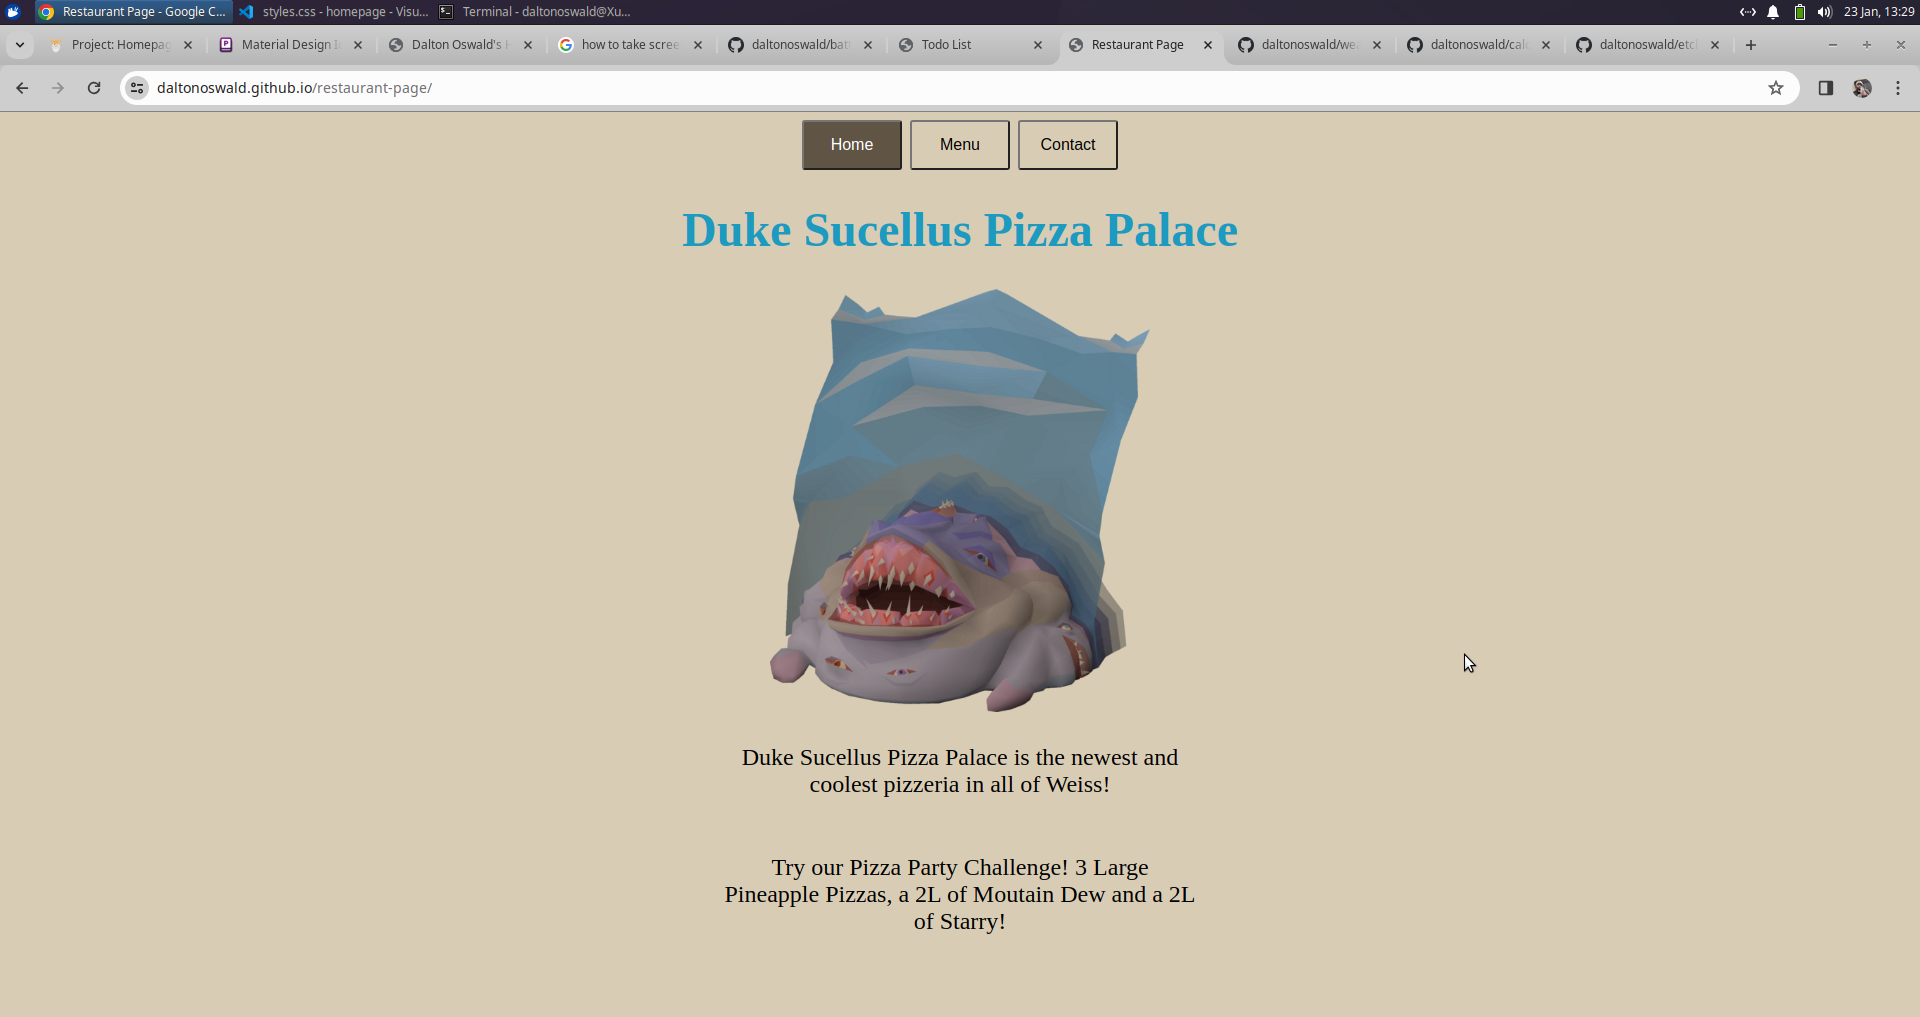 Restaurant Page - Google C...
styles.css - homepage - Visu...
Terminal - daltonoswald@Xu...
23 Jan, 13:29
Project: Homepag
Material Design I
Dalton Oswald's H
how to take scree
daltonoswald/bat
Todo List
Restaurant Page
daltonoswald/wea
daltonoswald/calc
daltonoswald/etch
daltonoswald.github.io/restaurant-page/
Home
Menu
Contact
Duke Sucellus Pizza Palace
Duke Sucellus Pizza Palace is the newest and
coolest pizzeria in all of Weiss!
Try our Pizza Party Challenge! 3 Large
Pineapple Pizzas, a 2L of Moutain Dew and a 2L
of Starry!